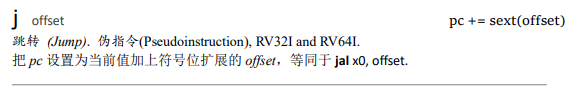 j offset pc += sext(offset)
跳转 (Jump). 伪指令(Pseudoinstruction), RV32I and RV64I.
把 pc 设置为当前值加上符号位扩展的 offset，等同于 jal x0, offset.